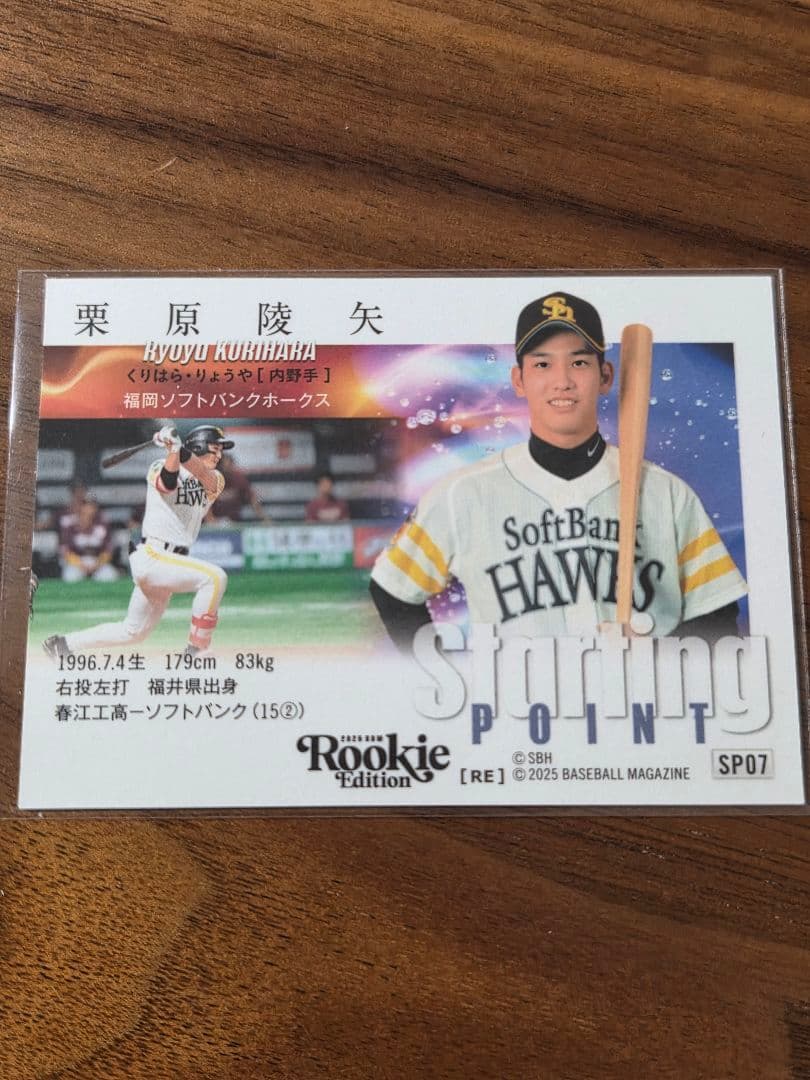 栗原陵矢
Ryoya KURIHARA
くりはら・りょうや [ 内野手 ]
福岡ソフトバンクホークス
SH
SoftBank
HAWKS
1996.7.4生 179cm 83kg
右投左打 福井県出身
春江工高ーソフトバンク (15②)
Starting
POINT
2025 BBM
Rookie
Edition
[RE]
©SBH
©2025 BASEBALL MAGAZINE
SP07